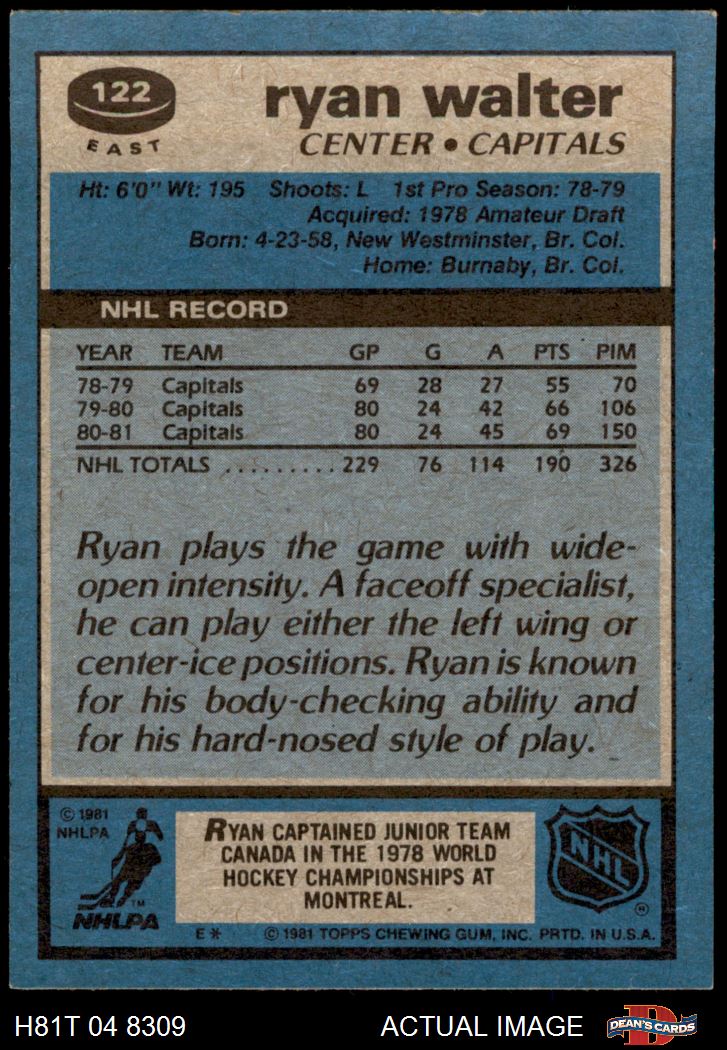 122
EAST
ryan walter
CENTER • CAPITALS
Ht: 6'0" Wt: 195 Shoots: L 1st Pro Season: 78-79
Acquired: 1978 Amateur Draft
Born: 4-23-58, New Westminster, Br. Col.
Home: Burnaby, Br. Col.
NHL RECORD
YEAR TEAM GP G A PTS PIM
78-79 Capitals 69 28 27 55 70
79-80 Capitals 80 24 42 66 106
80-81 Capitals 80 24 45 69 150
NHL TOTALS ......... 229 76 114 190 326
Ryan plays the game with wide-
open intensity. A faceoff specialist,
he can play either the left wing or
center-ice positions. Ryan is known
for his body-checking ability and
for his hard-nosed style of play.
© 1981
NHLPA
TM
NHLPA
RYAN CAPTAINED JUNIOR TEAM
CANADA IN THE 1978 WORLD
HOCKEY CHAMPIONSHIPS AT
MONTREAL.
NHL
®
E * © 1981 TOPPS CHEWING GUM, INC. PRTD. IN U.S.A.
H81T 04 8309 ACTUAL IMAGE
D
DEAN'S CARDS